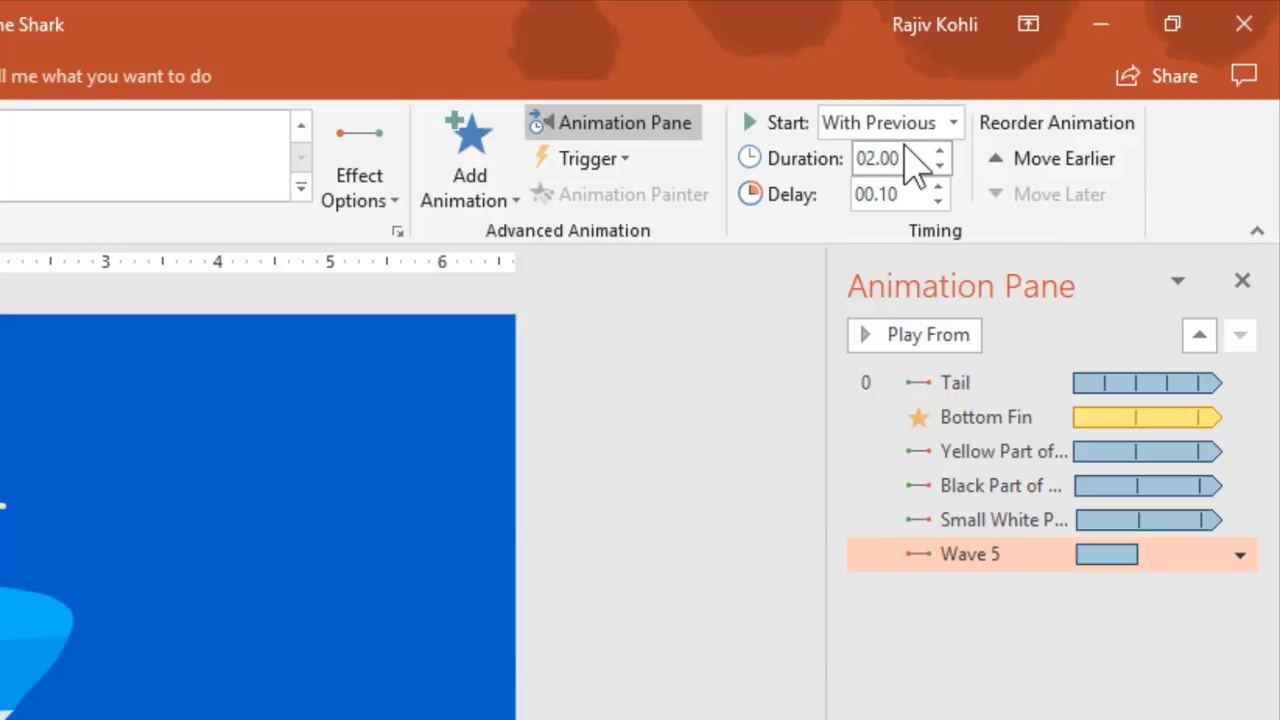 ne Shark
Rajiv Kohli
ll me what you want to do
Share
Effect
Options
Add
Animation
Animation Pane
Trigger
Animation Painter
Advanced Animation
Start: With Previous
Duration: 02.00
Delay: 00.10
Reorder Animation
Move Earlier
Move Later
Timing
3 4 5 6
Animation Pane
Play From
0 Tail
Bottom Fin
Yellow Part of...
Black Part of ...
Small White P...
Wave 5